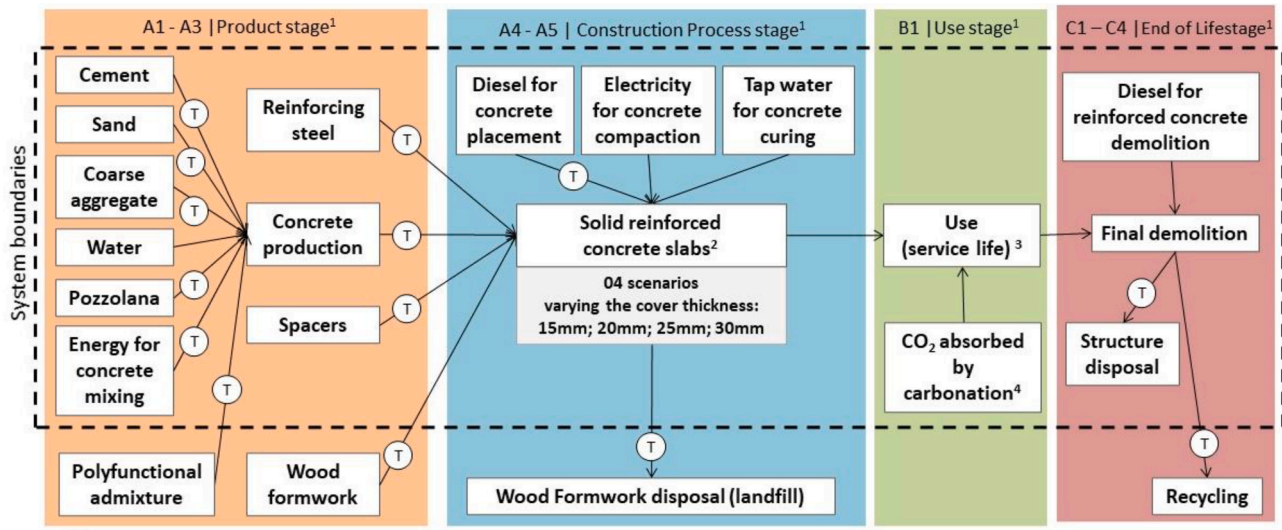 A1 - A3 |Product stage¹
A4 - A5 | Construction Process stage¹
B1 |Use stage¹
C1 – C4 |End of Lifestage¹
System boundaries
Cement
Sand
Coarse
aggregate
Water
Pozzolana
Energy for
concrete
mixing
Polyfunctional
admixture
T
T
T
T
T
T
Reinforcing
steel
Concrete
production
Spacers
Wood
formwork
T
T
T
T
Diesel for
concrete
placement
Electricity
for concrete
compaction
Tap water
for concrete
curing
T
Solid reinforced
concrete slabs²
04 scenarios
varying the cover thickness:
15mm; 20mm; 25mm; 30mm
T
Wood Formwork disposal (landfill)
Use
(service life) ³
CO₂ absorbed
by
carbonation⁴
Diesel for
reinforced concrete
demolition
Final demolition
T
Structure
disposal
T
Recycling